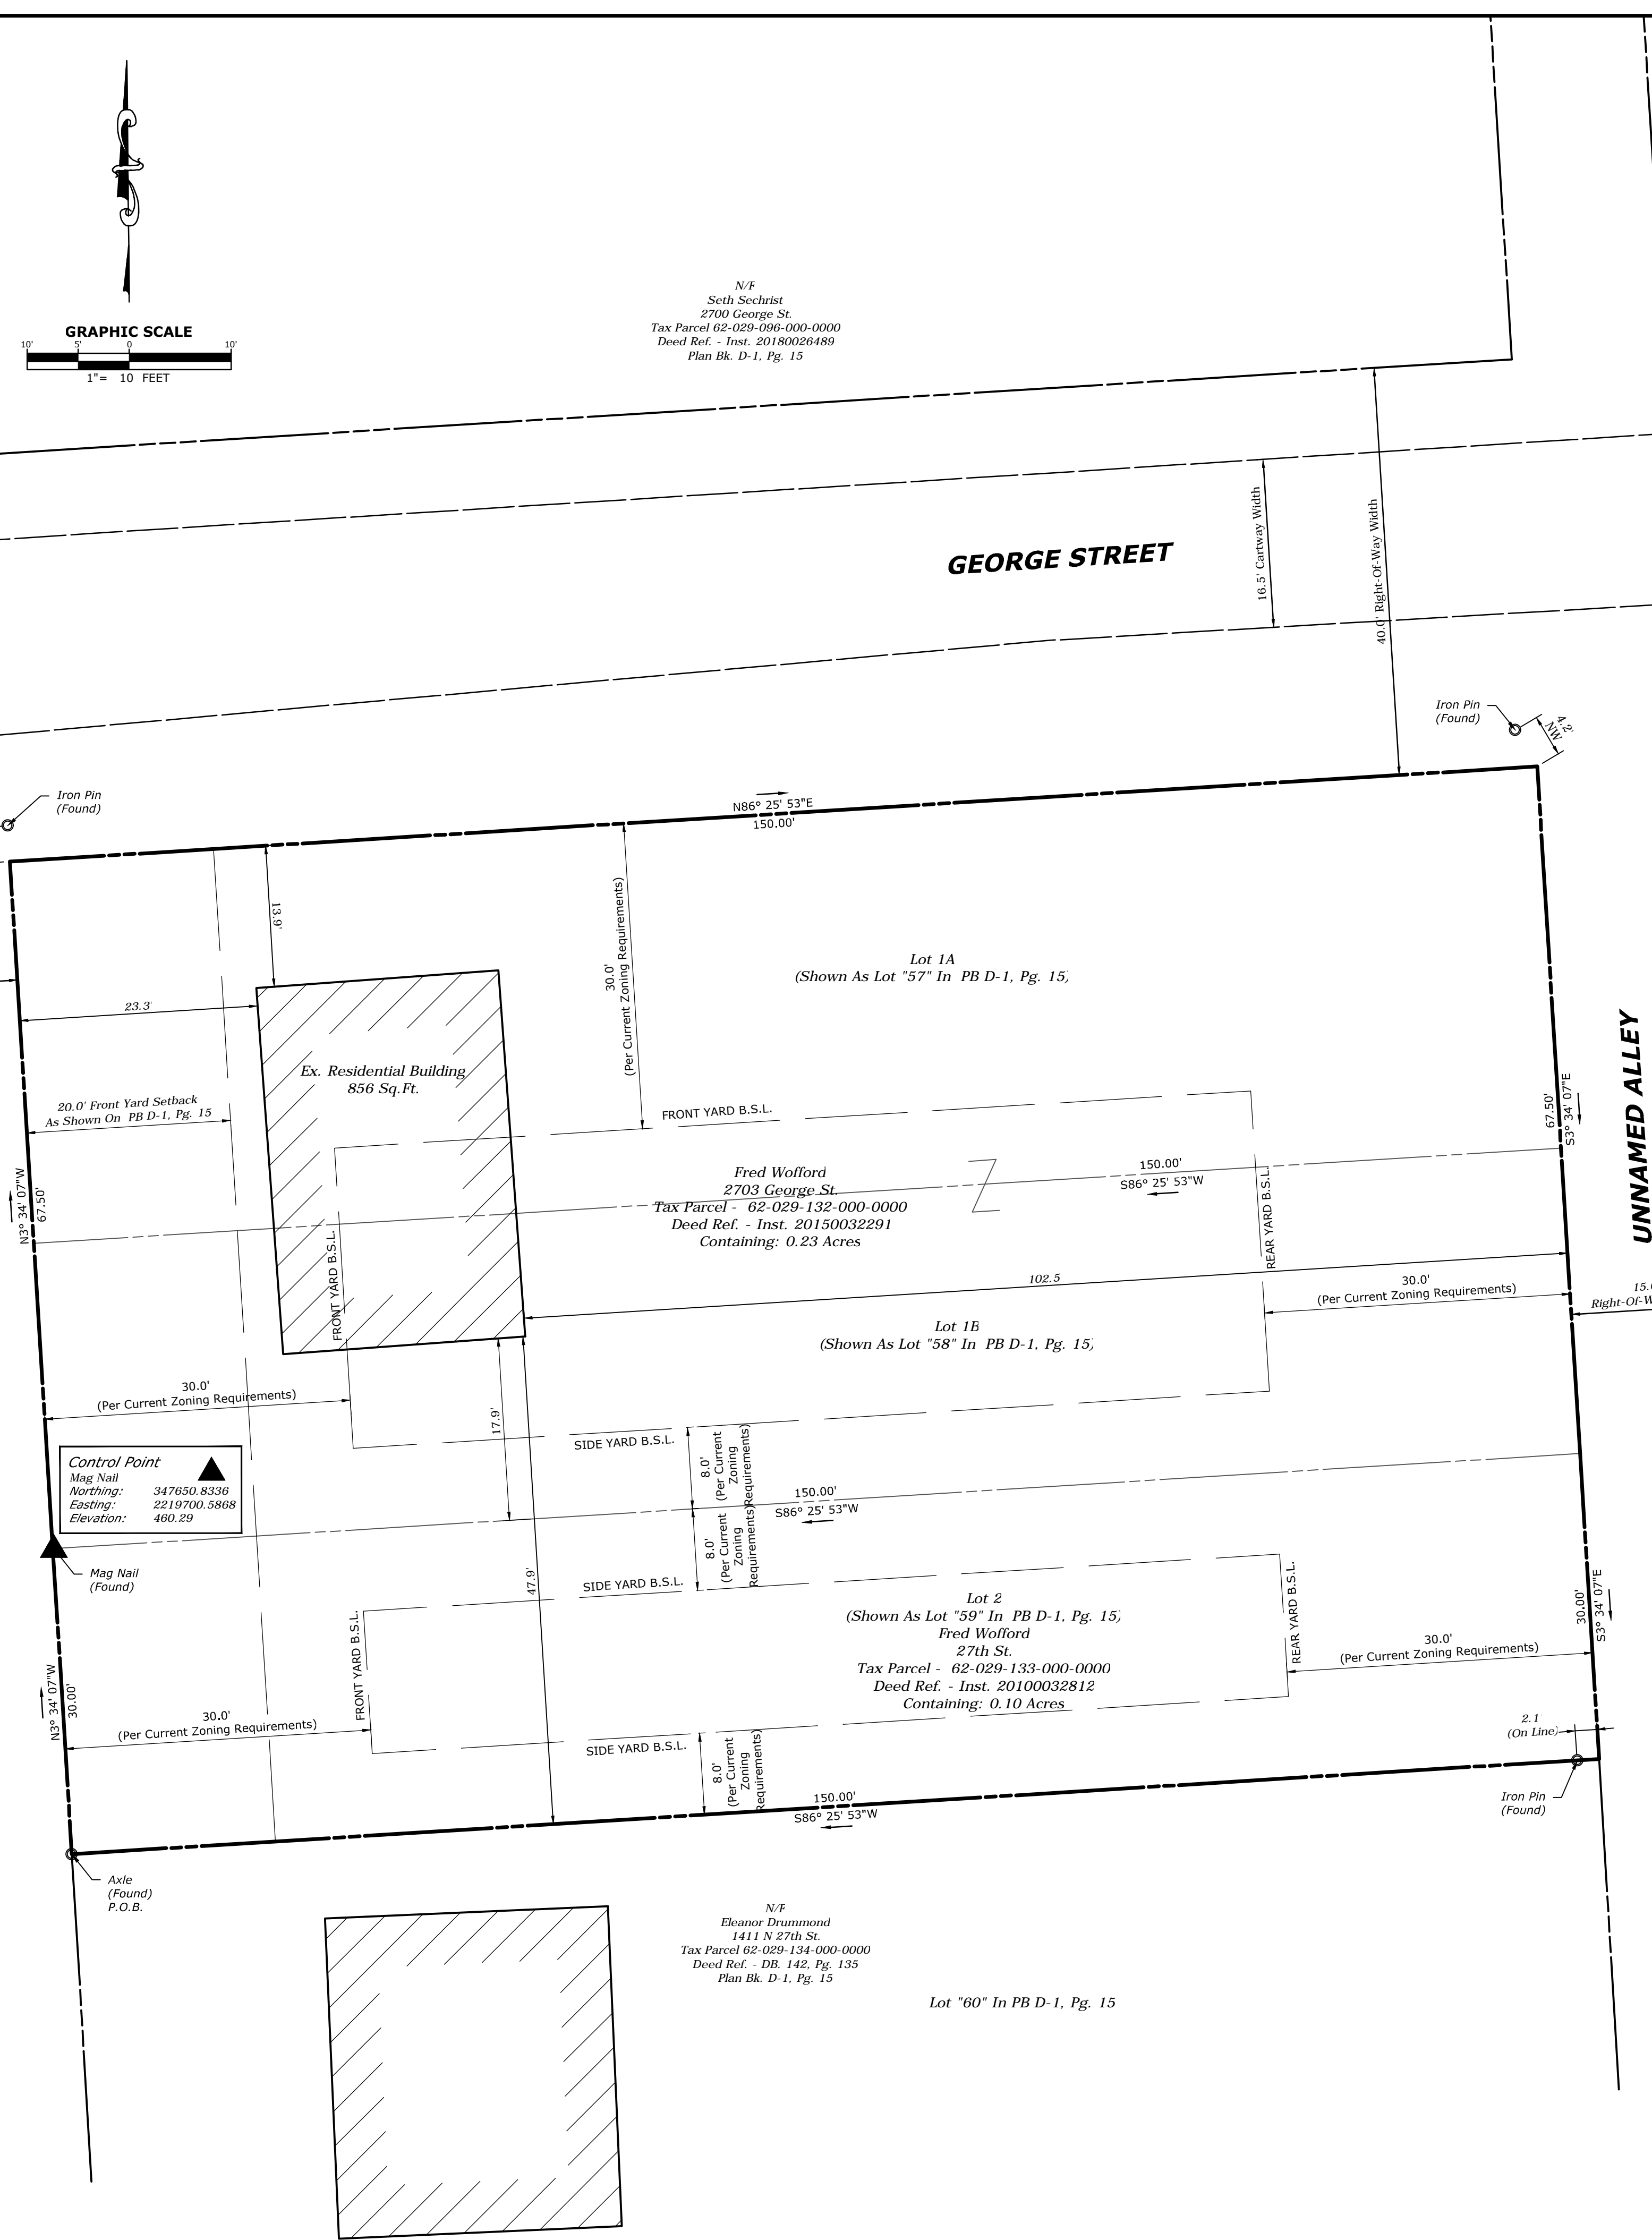 N/F
Seth Sechrist
2700 George St.
Tax Parcel 62-029-096-000-0000
Deed Ref. - Inst. 20180026489
Plan Bk. D-1, Pg. 15
GRAPHIC SCALE
10' 5' 0 10'
1"= 10 FEET
GEORGE STREET
16.5' Cartway Width
40.0' Right-Of-Way Width
Iron Pin
(Found)
4.2'
NW
Iron Pin
(Found)
N86° 25' 53"E
150.00'
13.9'
30.0'
(Per Current Zoning Requirements)
Lot 1A
(Shown As Lot "57" In PB D-1, Pg. 15)
23.3'
Ex. Residential Building
856 Sq.Ft.
20.0' Front Yard Setback
As Shown On PB D-1, Pg. 15
FRONT YARD B.S.L.
67.50'
S3° 34' 07"E
UNNAMED ALLEY
N3° 34' 07"W
67.50'
Fred Wofford
2703 George St.
Tax Parcel - 62-029-132-000-0000
Deed Ref. - Inst. 20150032291
Containing: 0.23 Acres
150.00'
S86° 25' 53"W
FRONT YARD B.S.L.
REAR YARD B.S.L.
102.5
30.0'
(Per Current Zoning Requirements)
15.
Right-Of-W
Lot 1B
(Shown As Lot "58" In PB D-1, Pg. 15)
30.0'
(Per Current Zoning Requirements)
17.9'
SIDE YARD B.S.L.
8.0'
(Per Current
Zoning
Requirements)
Control Point
Mag Nail
Northing: 347650.8336
Easting: 2219700.5868
Elevation: 460.29
150.00'
S86° 25' 53"W
8.0'
(Per Current
Zoning
Requirements)
Mag Nail
(Found)
47.9'
SIDE YARD B.S.L.
FRONT YARD B.S.L.
REAR YARD B.S.L.
Lot 2
(Shown As Lot "59" In PB D-1, Pg. 15)
Fred Wofford
27th St.
Tax Parcel - 62-029-133-000-0000
Deed Ref. - Inst. 20100032812
Containing: 0.10 Acres
30.00'
S3° 34' 07"E
30.0'
(Per Current Zoning Requirements)
N3° 34' 07"W
30.00'
30.0'
(Per Current Zoning Requirements)
SIDE YARD B.S.L.
8.0'
(Per Current
Zoning
Requirements)
2.1'
(On Line)
150.00'
S86° 25' 53"W
Iron Pin
(Found)
Axle
(Found)
P.O.B.
N/F
Eleanor Drummond
1411 N 27th St.
Tax Parcel 62-029-134-000-0000
Deed Ref. - DB. 142, Pg. 135
Plan Bk. D-1, Pg. 15
Lot "60" In PB D-1, Pg. 15